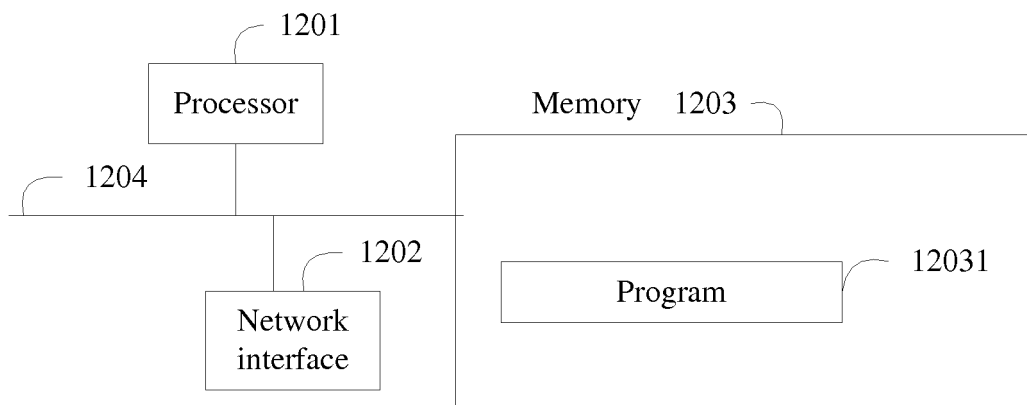 1201
Processor
Memory 1203
1204
1202
12031
Program
Network
interface